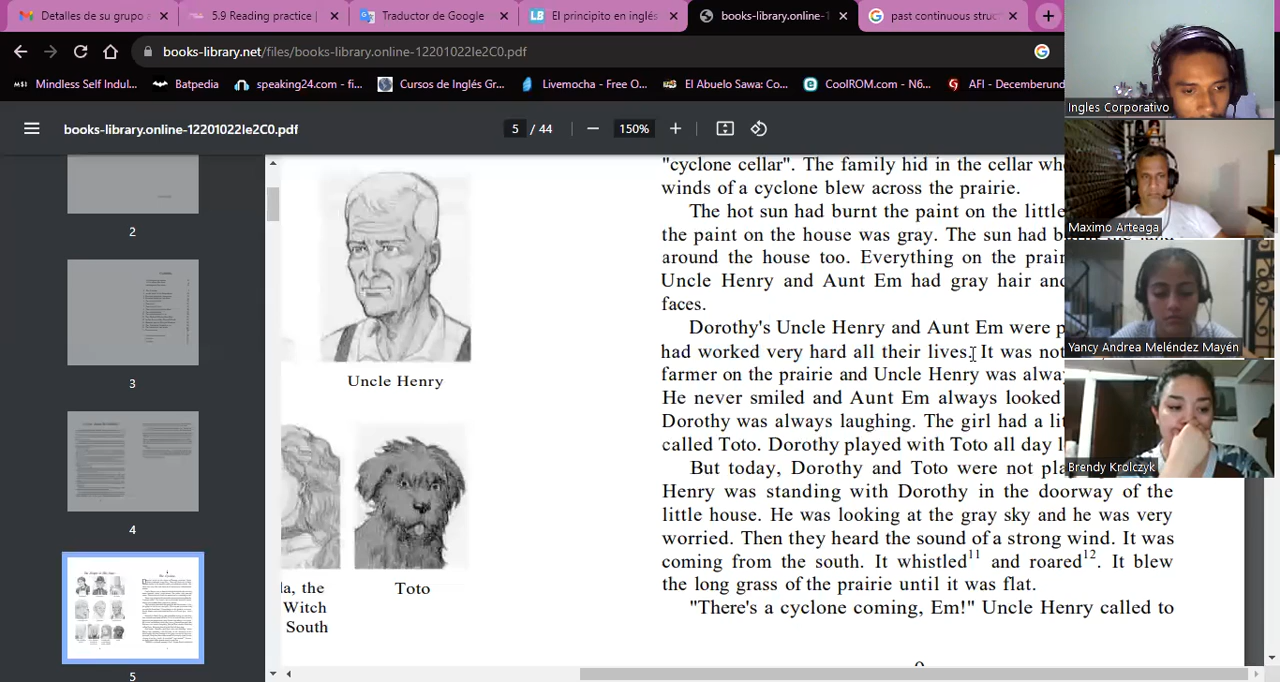 Detalles de su grupo
5.9 Reading practice |
Traductor de Google
El principito en inglés
books-library.online-1
past continuous struc
books-library.net/files/books-library.online-12201022Ie2C0.pdf
Mindless Self Indul...
Batpedia
speaking24.com - fi...
Cursos de Inglés Gr...
Livemocha - Free O...
El Abuelo Sawa: Co...
CoolROM.com - N6...
AFI - Decemberund
books-library.online-12201022Ie2C0.pdf
5 / 44
150%
2
3
4
5
Uncle Henry
la, the
Witch
South
Toto
"cyclone cellar". The family hid in the cellar
winds of a cyclone blew across the prairie.
The hot sun had burnt the paint on the little
the paint on the house was gray. The sun had
around the house too. Everything on the
Uncle Henry and Aunt Em had gray hair
faces.
Dorothy's Uncle Henry and Aunt Em were
had worked very hard all their lives. It was
farmer on the prairie and Uncle Henry was
He never smiled and Aunt Em always looked
Dorothy was always laughing. The girl had a
called Toto. Dorothy played with Toto all day
But today, Dorothy and Toto were not
Henry was standing with Dorothy in the doorway of the
little house. He was looking at the gray sky and he was very
worried. Then they heard the sound of a strong wind. It was
coming from the south. It whistled11 and roared12. It blew
the long grass of the prairie until it was flat.
"There's a cyclone coming, Em!" Uncle Henry called to
Ingles Corporativo
Maximo Arteaga
Yancy Andrea Meléndez Mayén
Brendy Krolczyk